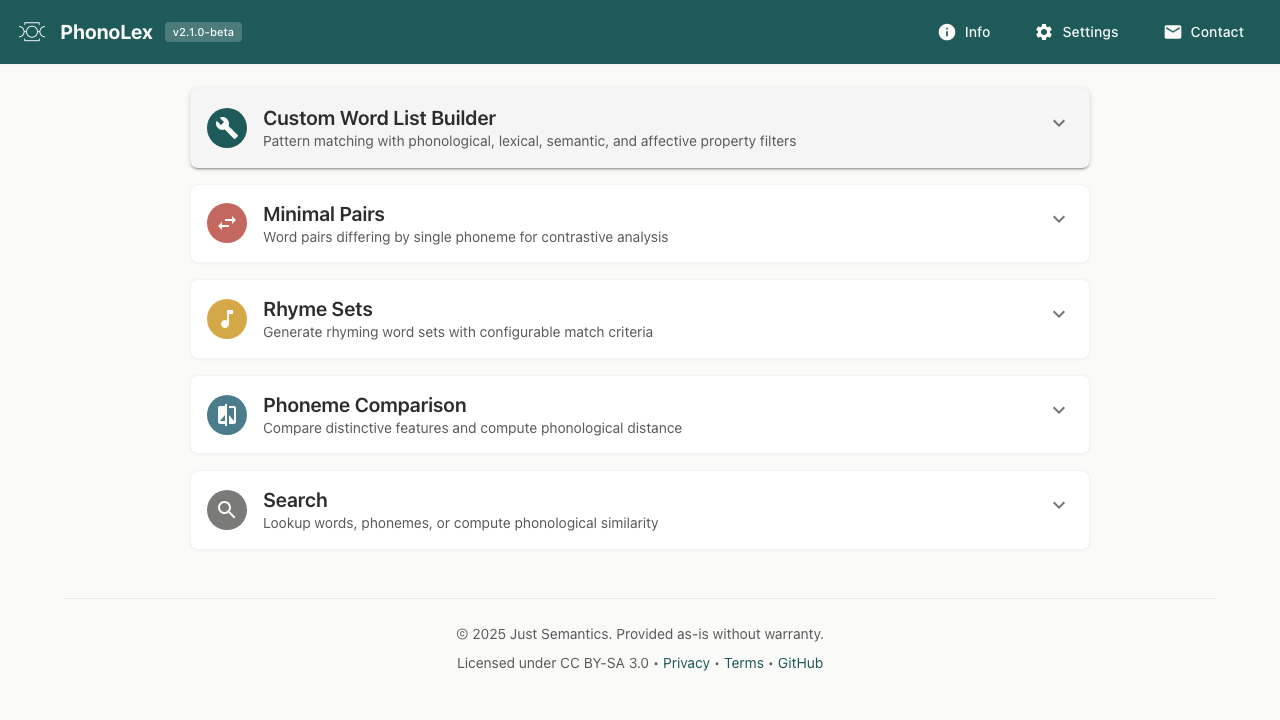 PhonoLex v2.1.0-beta Info Settings Contact
Custom Word List Builder
Pattern matching with phonological, lexical, semantic, and affective property filters
Minimal Pairs
Word pairs differing by single phoneme for contrastive analysis
Rhyme Sets
Generate rhyming word sets with configurable match criteria
Phoneme Comparison
Compare distinctive features and compute phonological distance
Search
Lookup words, phonemes, or compute phonological similarity
© 2025 Just Semantics. Provided as-is without warranty.
Licensed under CC BY-SA 3.0 • Privacy • Terms • GitHub